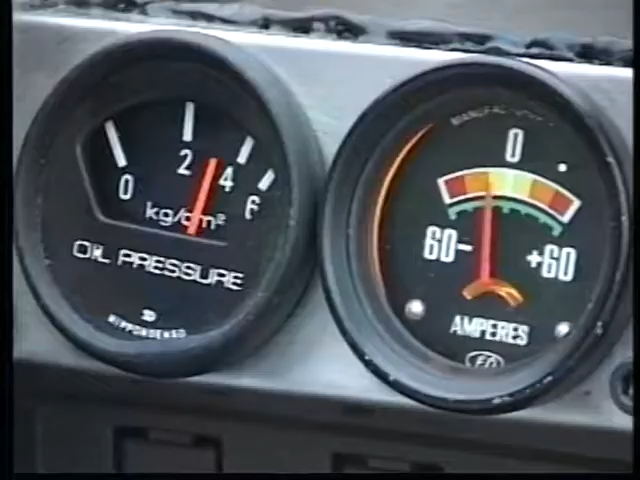 0 2 4 6
kg/cm²
OIL PRESSURE
NIPPONDENSO
0
60- +60
AMPERES